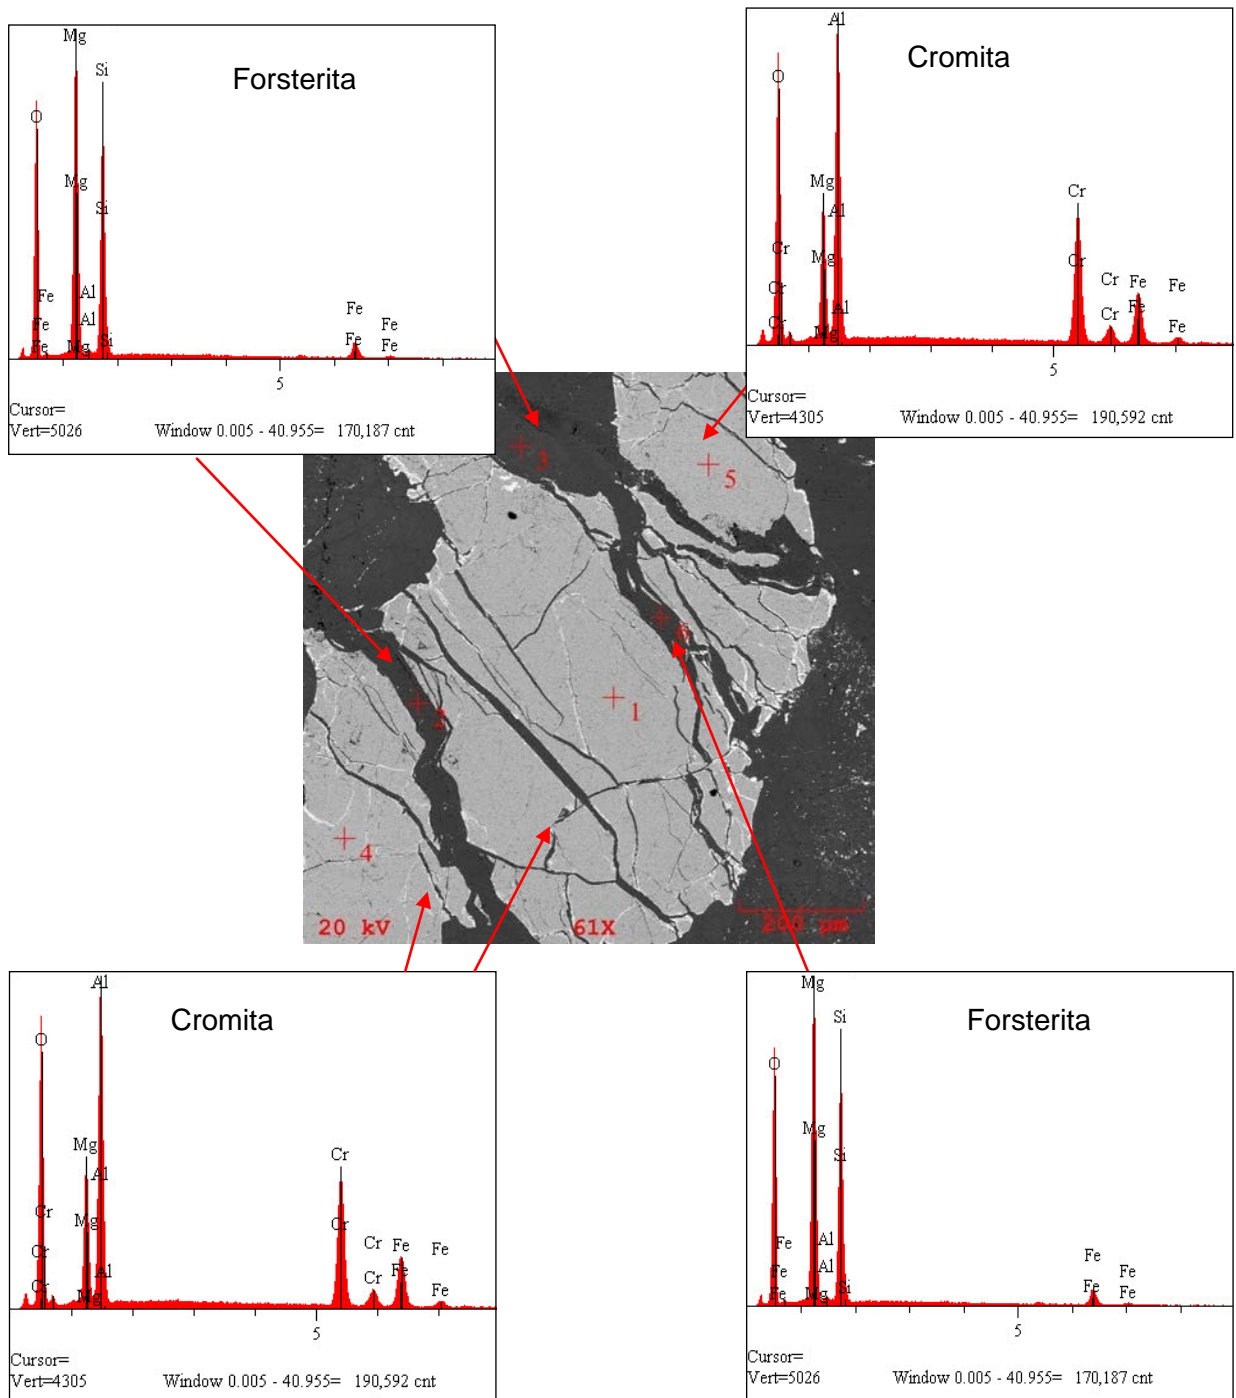 Mg
Si
Forsterita
O
Mg
Si
Fe
Al
Fe
Fe
Fe
Al
Fe
Fe
Mg
Si
Fe
Fe
5
Cursor=
Vert=5026 Window 0.005 - 40.955= 170,187 cnt
Al
Cromita
O
Mg
Al
Cr
Cr
Mg
Cr
Cr
Fe
Fe
Cr
Al
Cr
Fe
Cr
Mg
Fe
5
Cursor=
Vert=4305 Window 0.005 - 40.955= 190,592 cnt
3
5
6
1
2
4
20 kV 61X 200 µm
Al
Cromita
O
Mg
Al
Cr
Cr
Mg
Cr
Cr
Fe
Fe
Cr
Al
Cr
Fe
Cr
Mg
Fe
5
Cursor=
Vert=4305 Window 0.005 - 40.955= 190,592 cnt
Mg
Si
Forsterita
O
Mg
Si
Fe
Al
Fe
Fe
Fe
Al
Fe
Fe
Mg
Si
Fe
5
Cursor=
Vert=5026 Window 0.005 - 40.955= 170,187 cnt